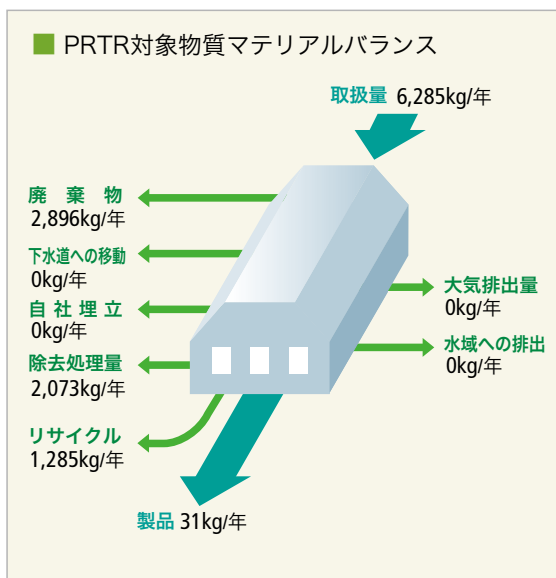 ■ PRTR対象物質マテリアルバランス
取扱量 6,285kg/年
廃棄物
2,896kg/年
下水道への移動
0kg/年
自社埋立
0kg/年
除去処理量
2,073kg/年
リサイクル
1,285kg/年
大気排出量
0kg/年
水域への排出
0kg/年
製品 31kg/年